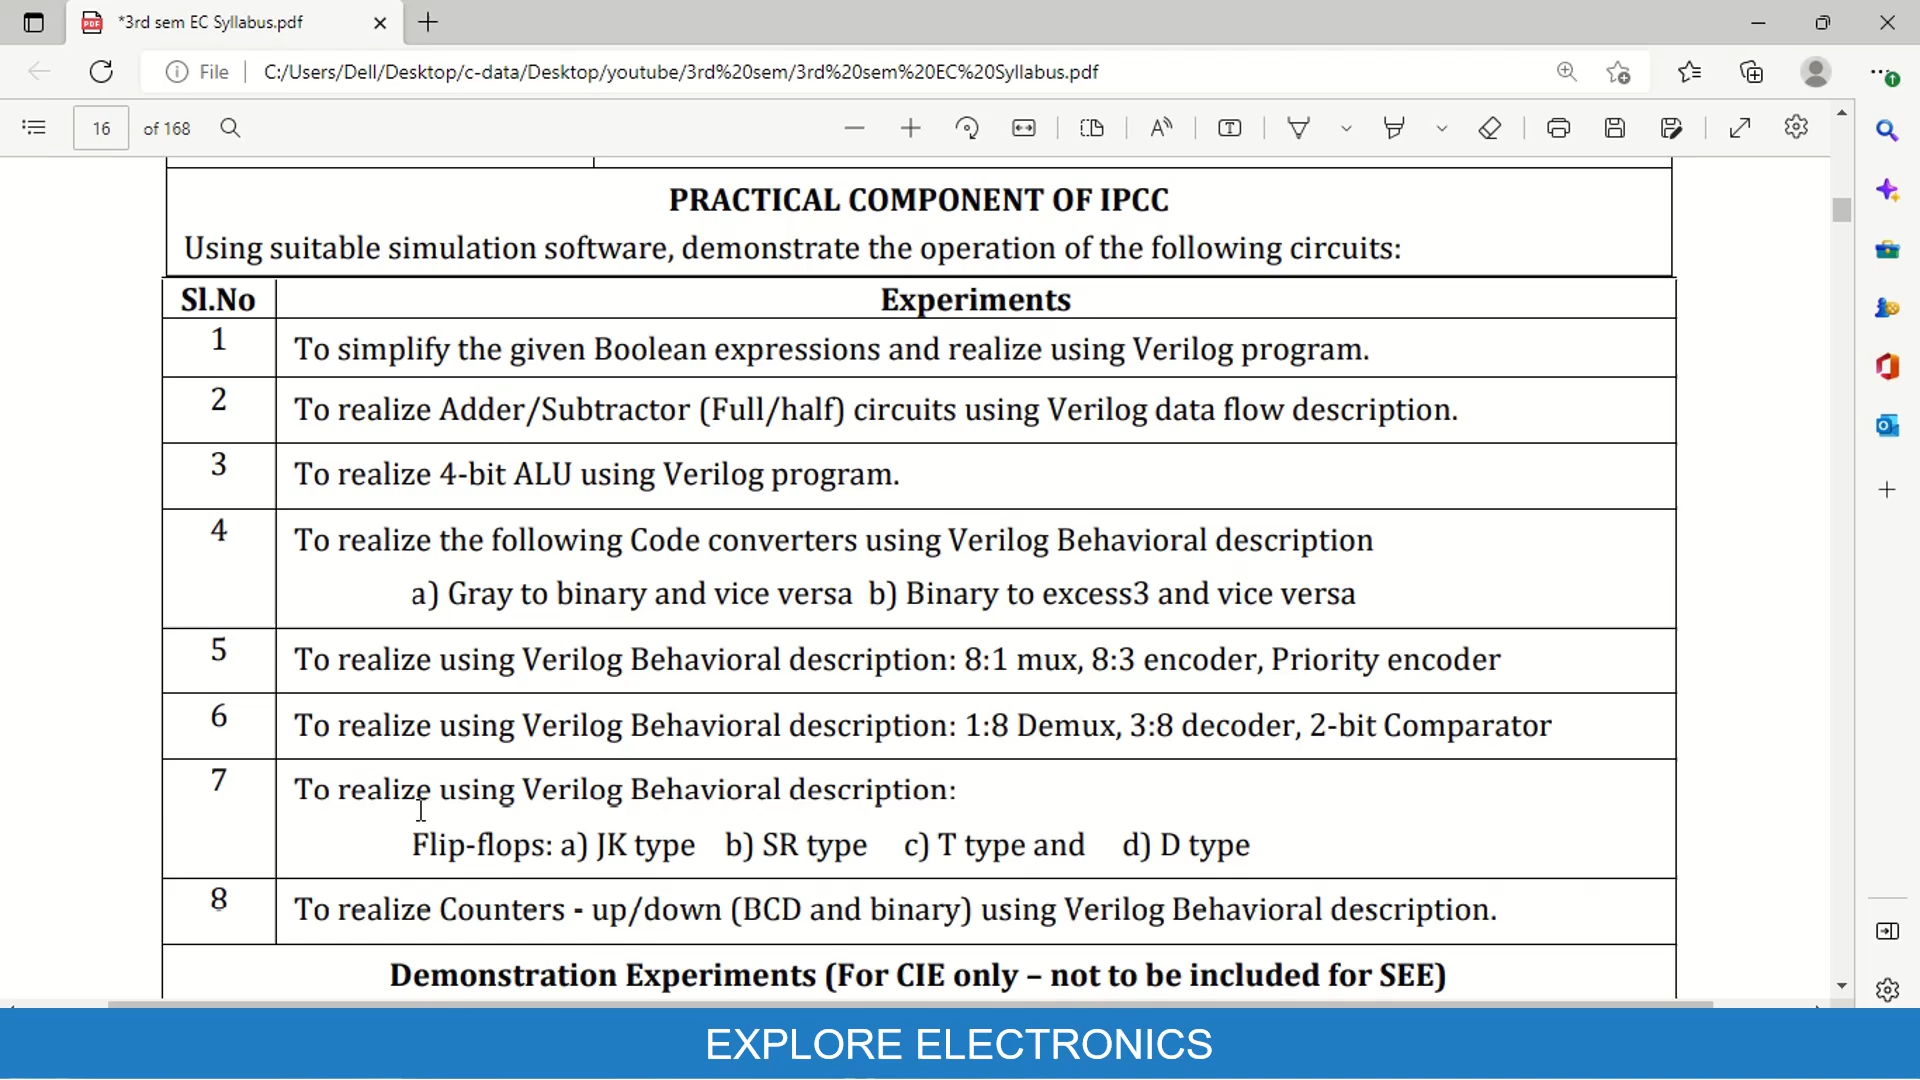 *3rd sem EC Syllabus.pdf
File
C:/Users/Dell/Desktop/c-data/Desktop/youtube/3rd%20sem/3rd%20sem%20EC%20Syllabus.pdf
16 of 168
PRACTICAL COMPONENT OF IPCC
Using suitable simulation software, demonstrate the operation of the following circuits:
Sl.No Experiments
1 To simplify the given Boolean expressions and realize using Verilog program.
2 To realize Adder/Subtractor (Full/half) circuits using Verilog data flow description.
3 To realize 4-bit ALU using Verilog program.
4 To realize the following Code converters using Verilog Behavioral description
a) Gray to binary and vice versa b) Binary to excess3 and vice versa
5 To realize using Verilog Behavioral description: 8:1 mux, 8:3 encoder, Priority encoder
6 To realize using Verilog Behavioral description: 1:8 Demux, 3:8 decoder, 2-bit Comparator
7 To realize using Verilog Behavioral description:
Flip-flops: a) JK type b) SR type c) T type and d) D type
8 To realize Counters - up/down (BCD and binary) using Verilog Behavioral description.
Demonstration Experiments (For CIE only – not to be included for SEE)
EXPLORE ELECTRONICS